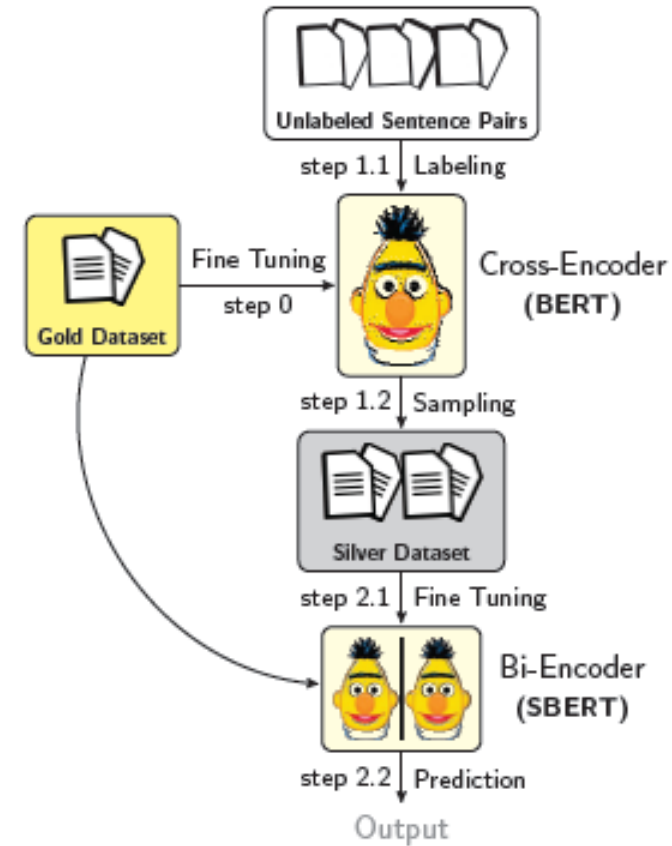 Unlabeled Sentence Pairs
step 1.1 Labeling
Gold Dataset
Fine Tuning
step 0
Cross-Encoder
(BERT)
step 1.2 Sampling
Silver Dataset
step 2.1 Fine Tuning
Bi-Encoder
(SBERT)
step 2.2 Prediction
Output